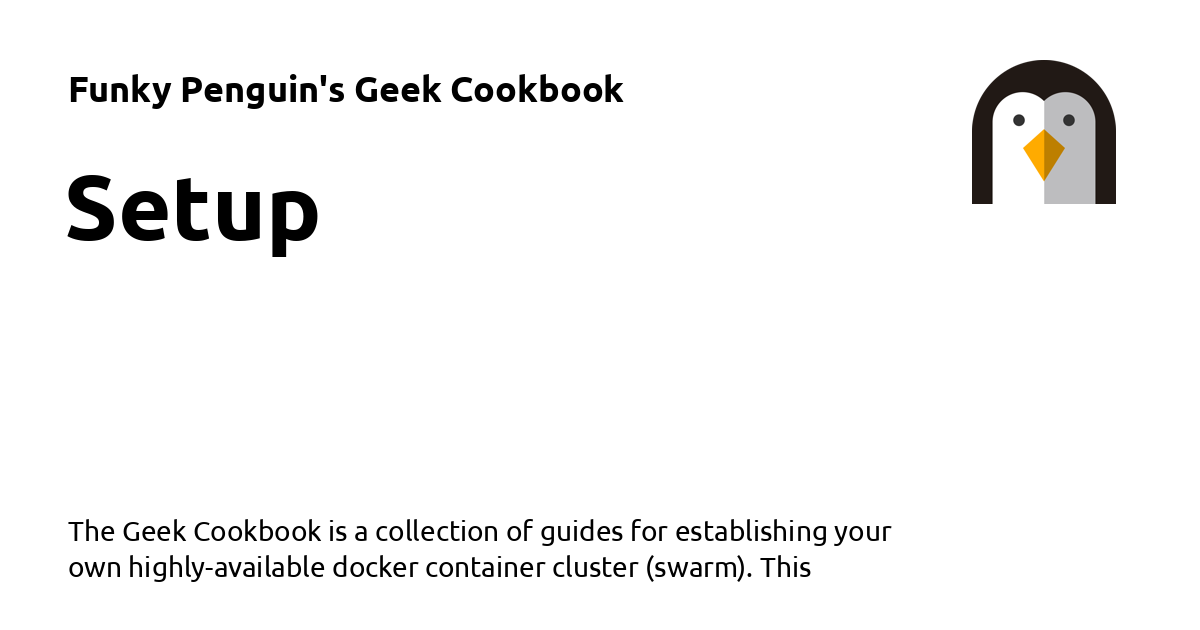 Funky Penguin's Geek Cookbook
Setup
The Geek Cookbook is a collection of guides for establishing your
own highly-available docker container cluster (swarm). This